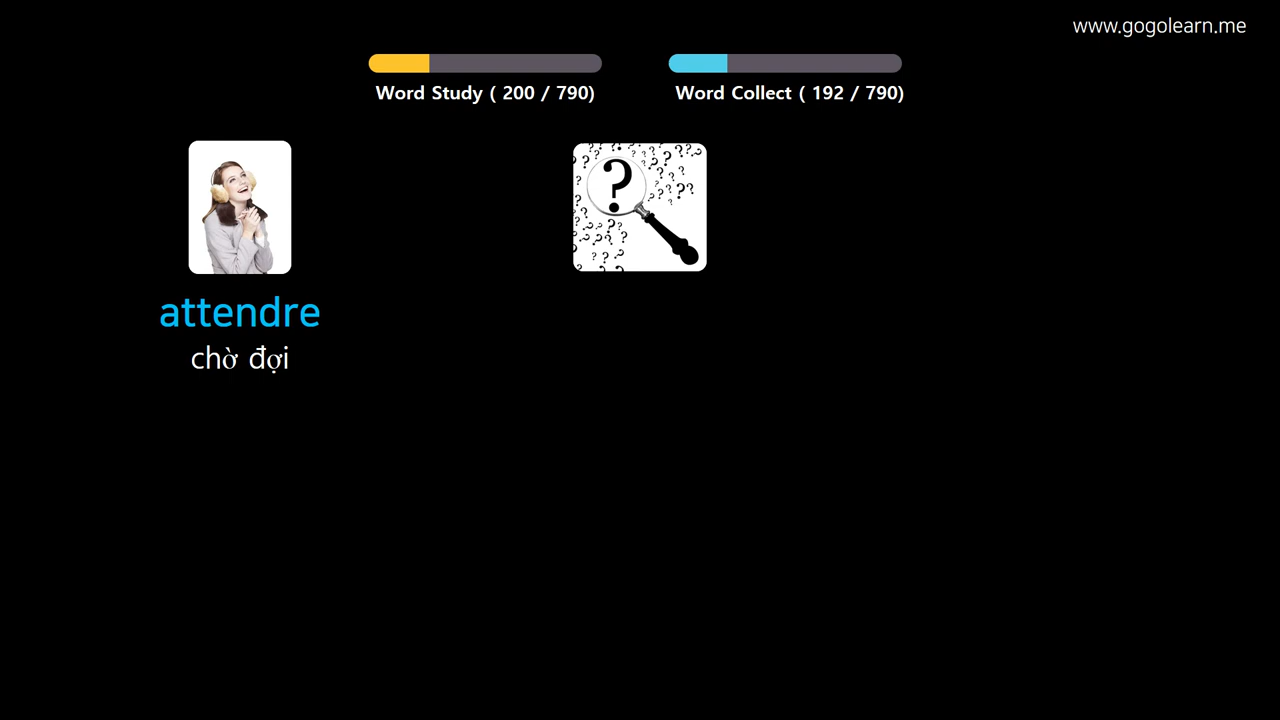 www.gogolearn.me
Word Study ( 200 / 790)
Word Collect ( 192 / 790)
attendre
chờ đợi